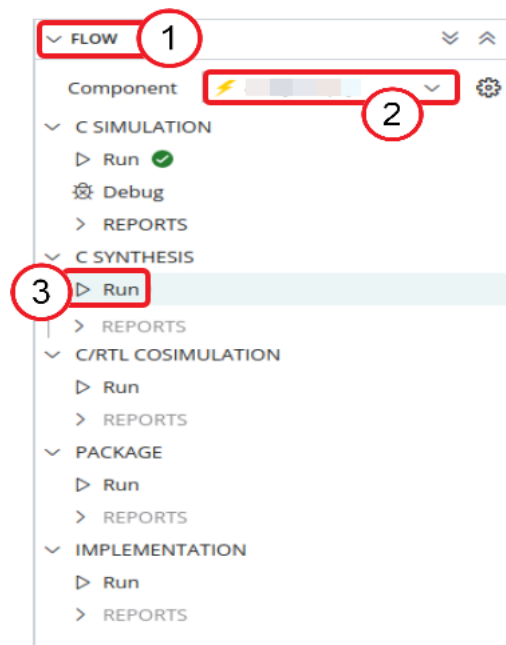 FLOW 1
Component 2
C SIMULATION
Run
Debug
REPORTS
C SYNTHESIS
3 Run
REPORTS
C/RTL COSIMULATION
Run
REPORTS
PACKAGE
Run
REPORTS
IMPLEMENTATION
Run
REPORTS